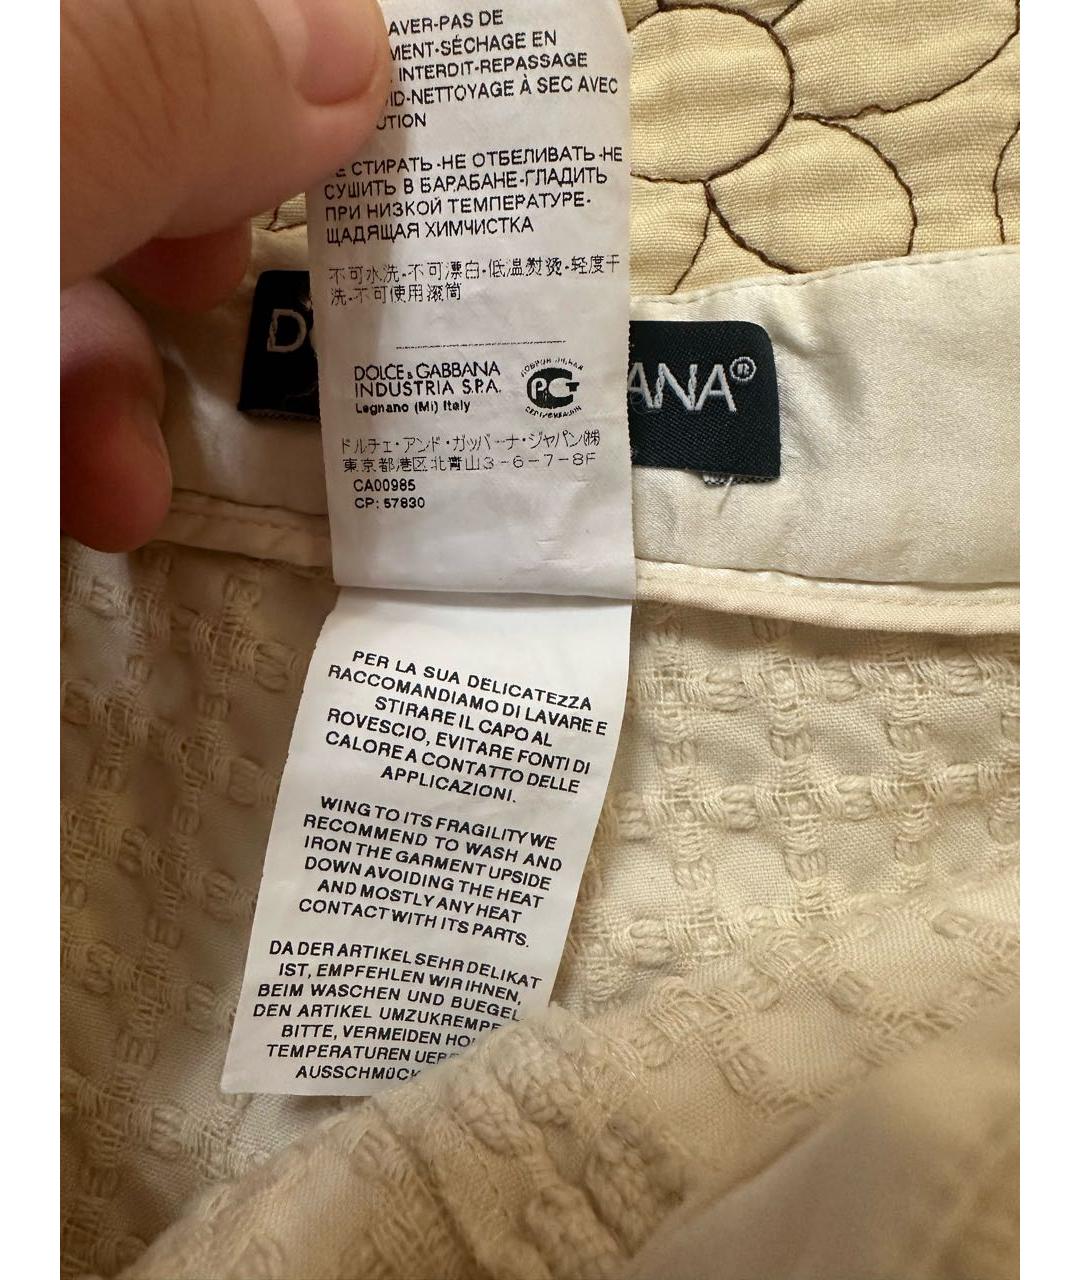 AVER-PAS DE
MENT-SÉCHAGE EN
INTERDIT-REPASSAGE
ID-NETTOYAGE À SEC AVEC
UTION
Е СТИРАТЬ-НЕ ОТБЕЛИВАТЬ-НЕ
СУШИТЬ В БАРАБАНЕ-ГЛАДИТЬ
ПРИ НИЗКОЙ ТЕМПЕРАТУРЕ-
ЩАДЯЩАЯ ХИМЧИСТКА
不可水洗-不可漂白-低溫熨燙-轻度干
洗-不可使用滚筒
DOLCE&GABBANA
INDUSTRIA S.P.A.
Legnano (Mi) Italy
РСТ
ドルチェ・アンド・ガッバーナ・ジャパン㈱
東京都港区北青山3-6-7-8F
CA00985
CP: 57830
D
ANA®
PER LA SUA DELICATEZZA
RACCOMANDIAMO DI LAVARE E
STIRARE IL CAPO AL
ROVESCIO, EVITARE FONTI DI
CALORE A CONTATTO DELLE
APPLICAZIONI.
WING TO ITS FRAGILITY WE
RECOMMEND TO WASH AND
IRON THE GARMENT UPSIDE
DOWN AVOIDING THE HEAT
AND MOSTLY ANY HEAT
CONTACT WITH ITS PARTS.
DA DER ARTIKEL SEHR DELIKAT
IST, EMPFEHLEN WIR IHNEN,
BEIM WASCHEN UND BUEGEL
DEN ARTIKEL UMZUKREMPE
BITTE, VERMEIDEN HO
TEMPERATUREN UEB
AUSSCHMÜCK